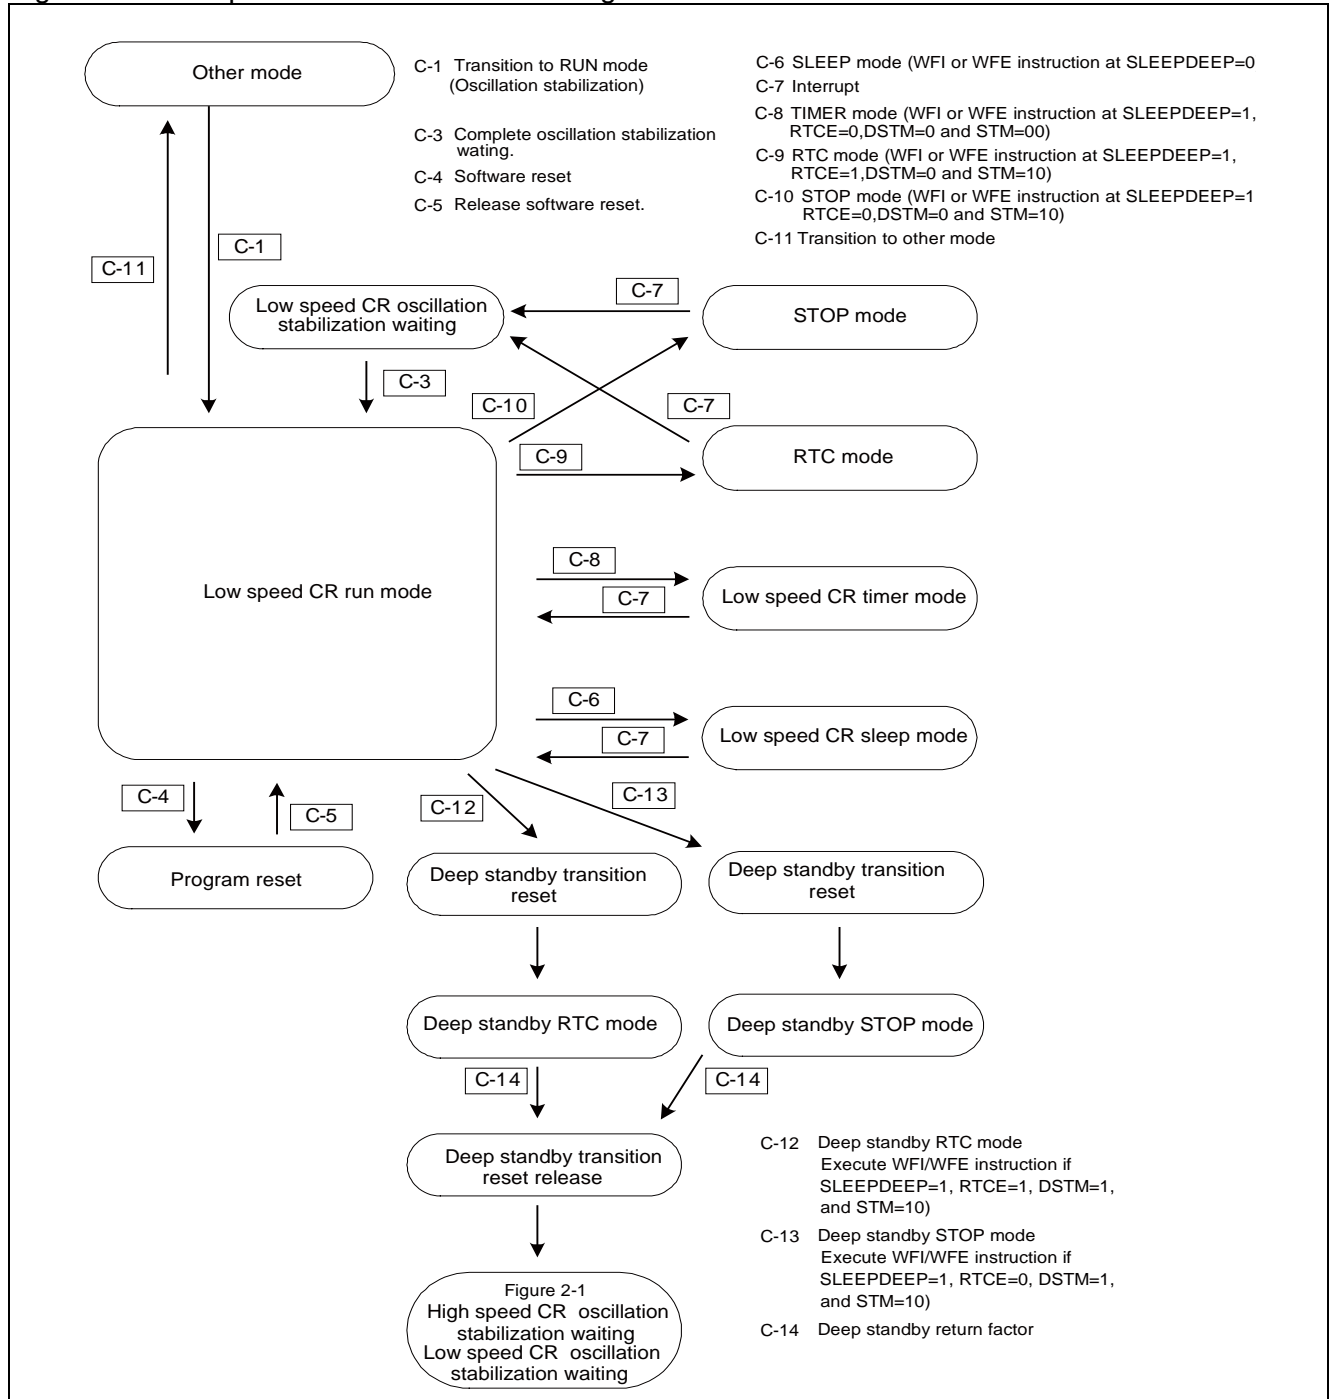 Other mode
C-1 Transition to RUN mode
(Oscillation stabilization)
C-3 Complete oscillation stabilization
wating.
C-4 Software reset
C-5 Release software reset.
C-6 SLEEP mode (WFI or WFE instruction at SLEEPDEEP=0
C-7 Interrupt
C-8 TIMER mode (WFI or WFE instruction at SLEEPDEEP=1,
RTCE=0,DSTM=0 and STM=00)
C-9 RTC mode (WFI or WFE instruction at SLEEPDEEP=1,
RTCE=1,DSTM=0 and STM=10)
C-10 STOP mode (WFI or WFE instruction at SLEEPDEEP=1
RTCE=0,DSTM=0 and STM=10)
C-11 Transition to other mode
C-1
C-11
Low speed CR oscillation
stabilization waiting
C-7
STOP mode
C-3
C-10
C-7
C-9
RTC mode
Low speed CR run mode
C-8
C-7
Low speed CR timer mode
C-6
C-7
Low speed CR sleep mode
C-4
C-5
C-12
C-13
Program reset
Deep standby transition
reset
Deep standby transition
reset
Deep standby RTC mode
Deep standby STOP mode
C-14
C-14
Deep standby transition
reset release
C-12 Deep standby RTC mode
Execute WFI/WFE instruction if
SLEEPDEEP=1, RTCE=1, DSTM=1,
and STM=10)
C-13 Deep standby STOP mode
Execute WFI/WFE instruction if
SLEEPDEEP=1, RTCE=0, DSTM=1,
and STM=10)
C-14 Deep standby return factor
Figure 2-1
High speed CR oscillation
stabilization waiting
Low speed CR oscillation
stabilization waiting